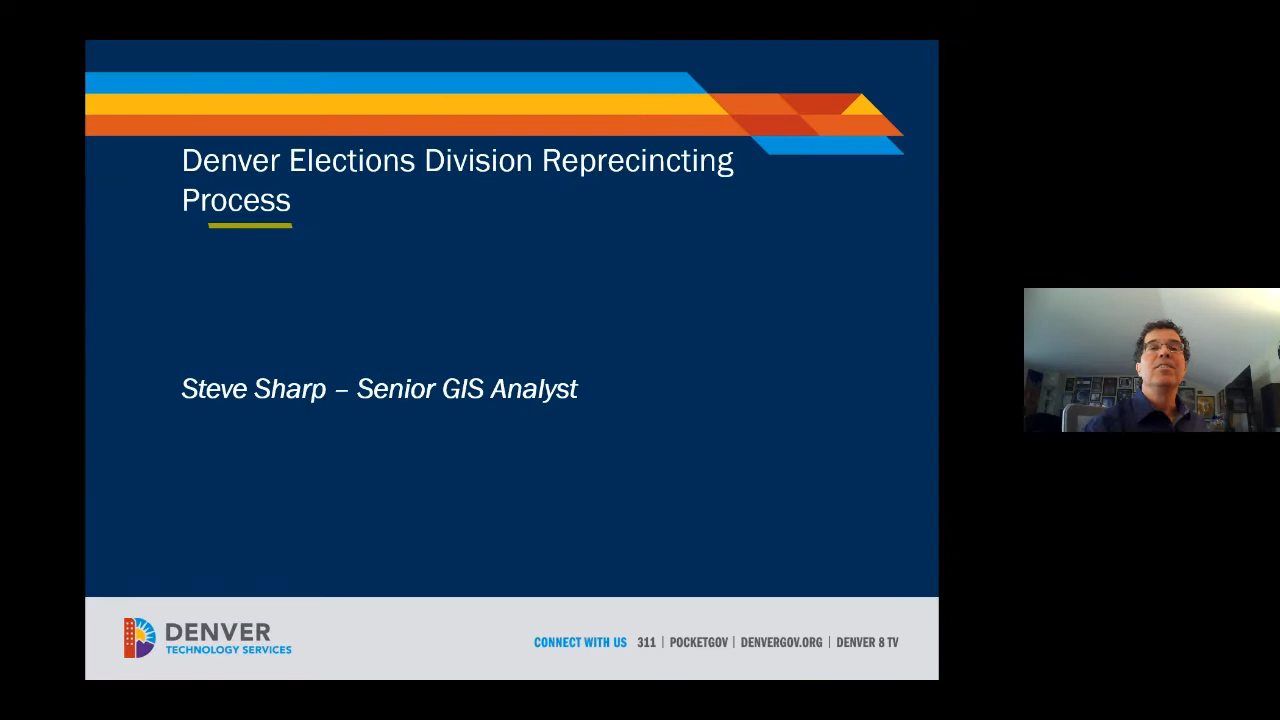 Denver Elections Division Reprecincting
Process
Steve Sharp – Senior GIS Analyst
DENVER
TECHNOLOGY SERVICES
CONNECT WITH US 311 | POCKETGOV | DENVERGOV.ORG | DENVER 8 TV